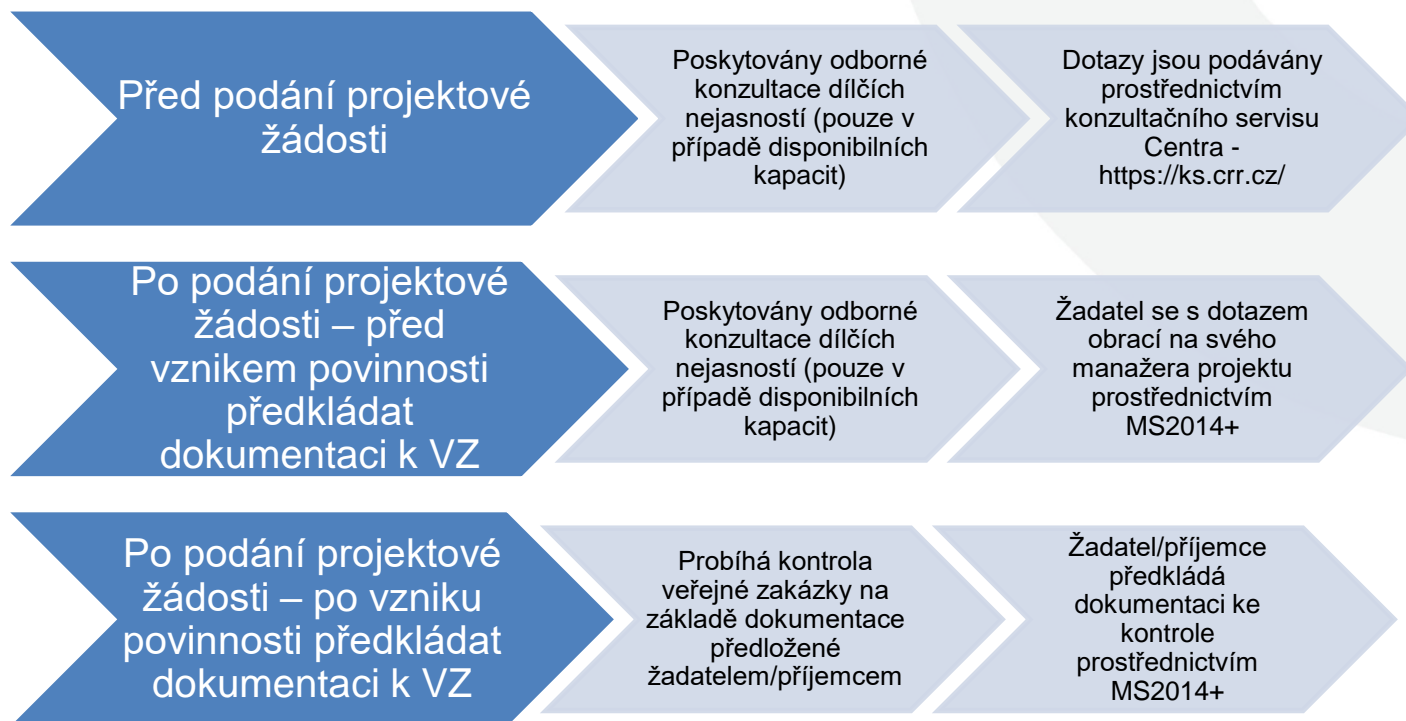 Před podání projektové
žádosti
Poskytovány odborné
konzultace dílčích
nejasností (pouze v
případě disponibilních
kapacit)
Dotazy jsou podávány
prostřednictvím
konzultačního servisu
Centra -
https://ks.crr.cz/
Po podání projektové
žádosti – před
vznikem povinnosti
předkládat
dokumentaci k VZ
Poskytovány odborné
konzultace dílčích
nejasností (pouze v
případě disponibilních
kapacit)
Žadatel se s dotazem
obrací na svého
manažera projektu
prostřednictvím
MS2014+
Po podání projektové
žádosti – po vzniku
povinnosti předkládat
dokumentaci k VZ
Probíhá kontrola
veřejné zakázky na
základě dokumentace
předložené
žadatelem/příjemcem
Žadatel/příjemce
předkládá
dokumentaci ke
kontrole
prostřednictvím
MS2014+